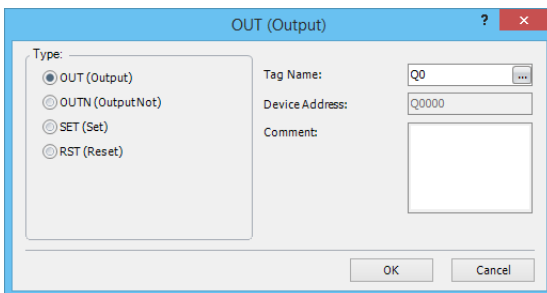 OUT (Output)
?
×
Type:
OUT (Output)
OUTN (OutputNot)
SET (Set)
RST (Reset)
Tag Name:
Q0
...
Device Address:
Q0000
Comment:
OK
Cancel